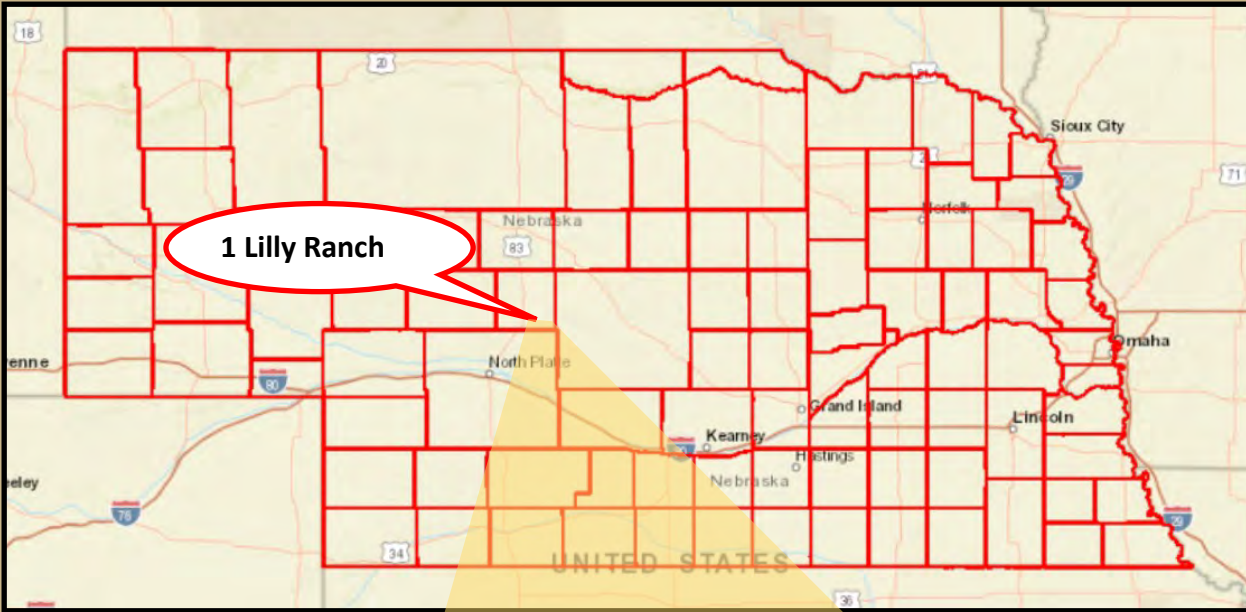 18
20
Sioux City
29
71
Norfolk
Nebraska
83
1 Lilly Ranch
Omaha
North Platte
enne
80
Grand Island
Lincoln
Kearney
Hastings
Nebraska
eeley
76
29
34
UNITED STATES
36